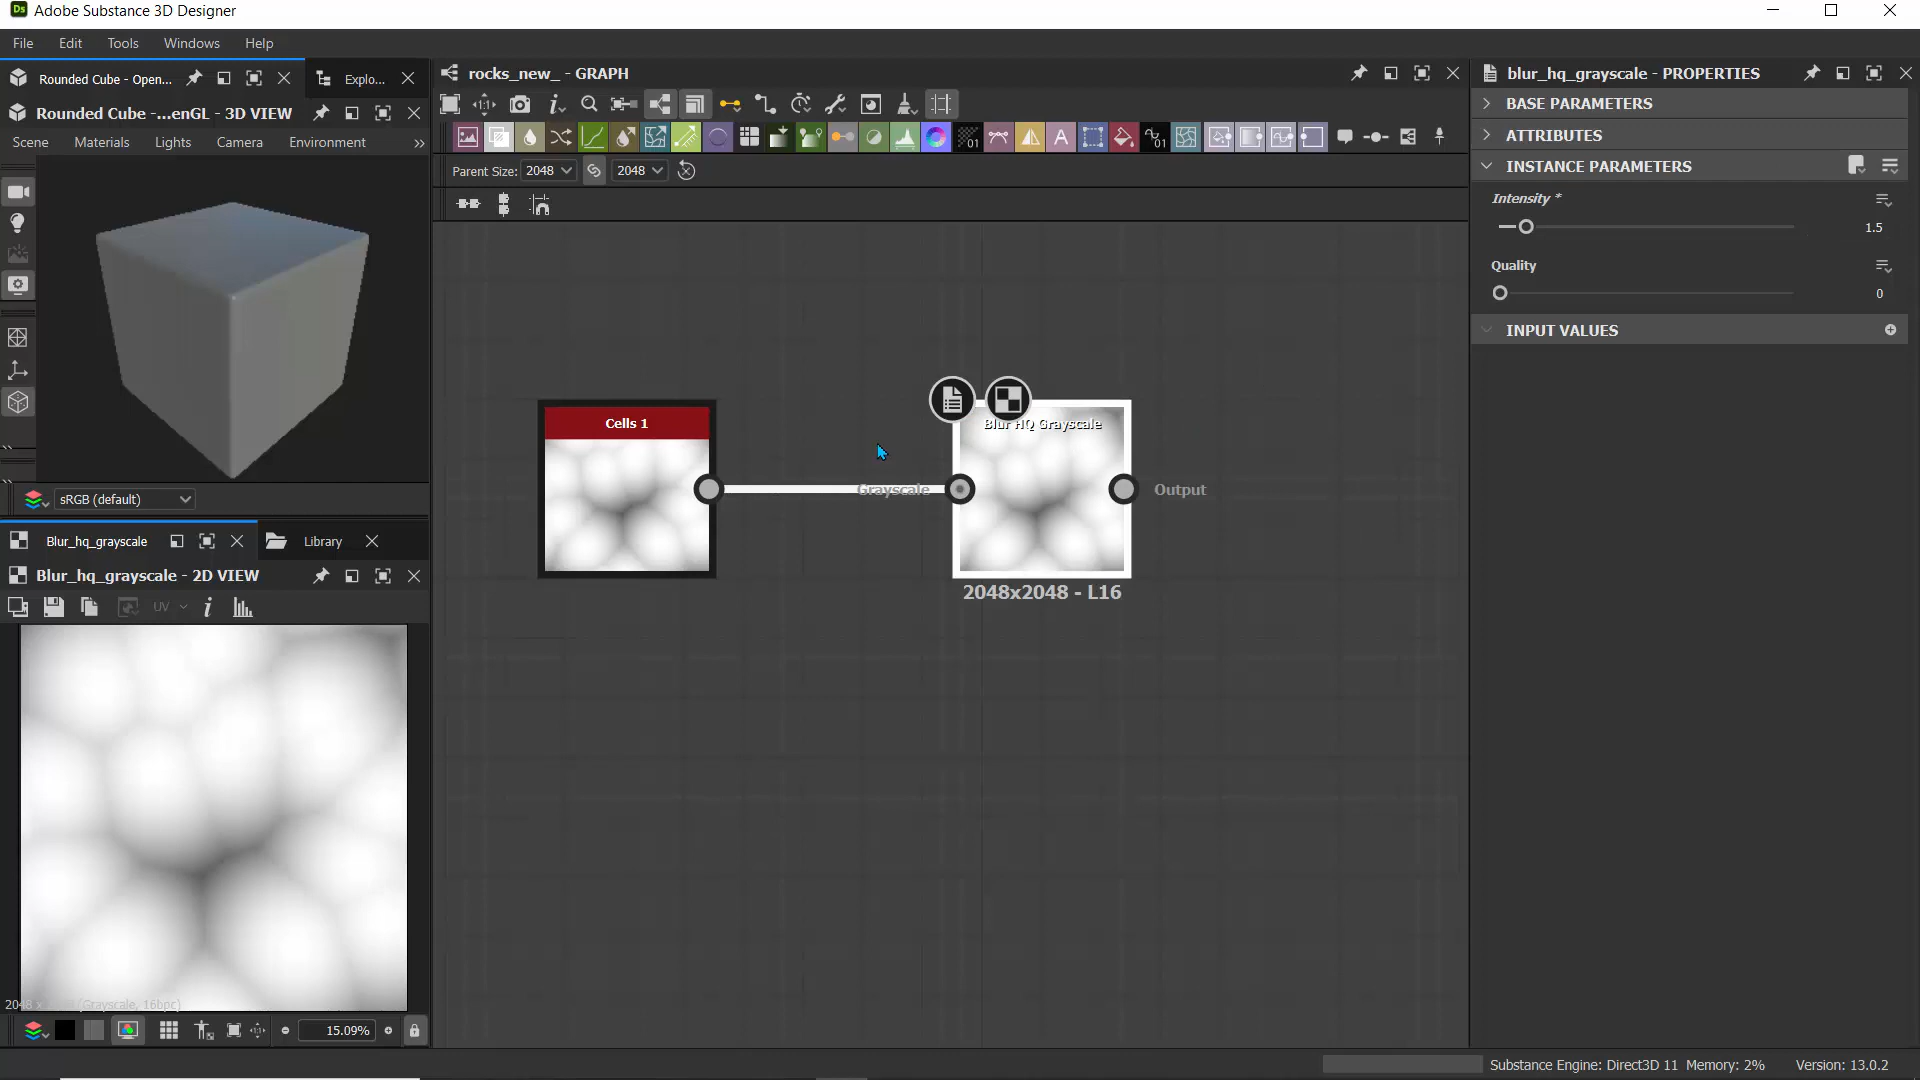 Adobe Substance 3D Designer
File Edit Tools Windows Help
Rounded Cube - Open... Explo...
Rounded Cube -...enGL - 3D VIEW
Scene Materials Lights Camera Environment
sRGB (default)
Blur_hq_grayscale Library
Blur_hq_grayscale - 2D VIEW
UV
15.09%
rocks_new_ - GRAPH
Parent Size: 2048 2048
Cells 1
Grayscale
Blur HQ Grayscale
Output
2048x2048 - L16
blur_hq_grayscale - PROPERTIES
BASE PARAMETERS
ATTRIBUTES
INSTANCE PARAMETERS
Intensity *
1.5
Quality
0
INPUT VALUES
Substance Engine: Direct3D 11 Memory: 2% Version: 13.0.2